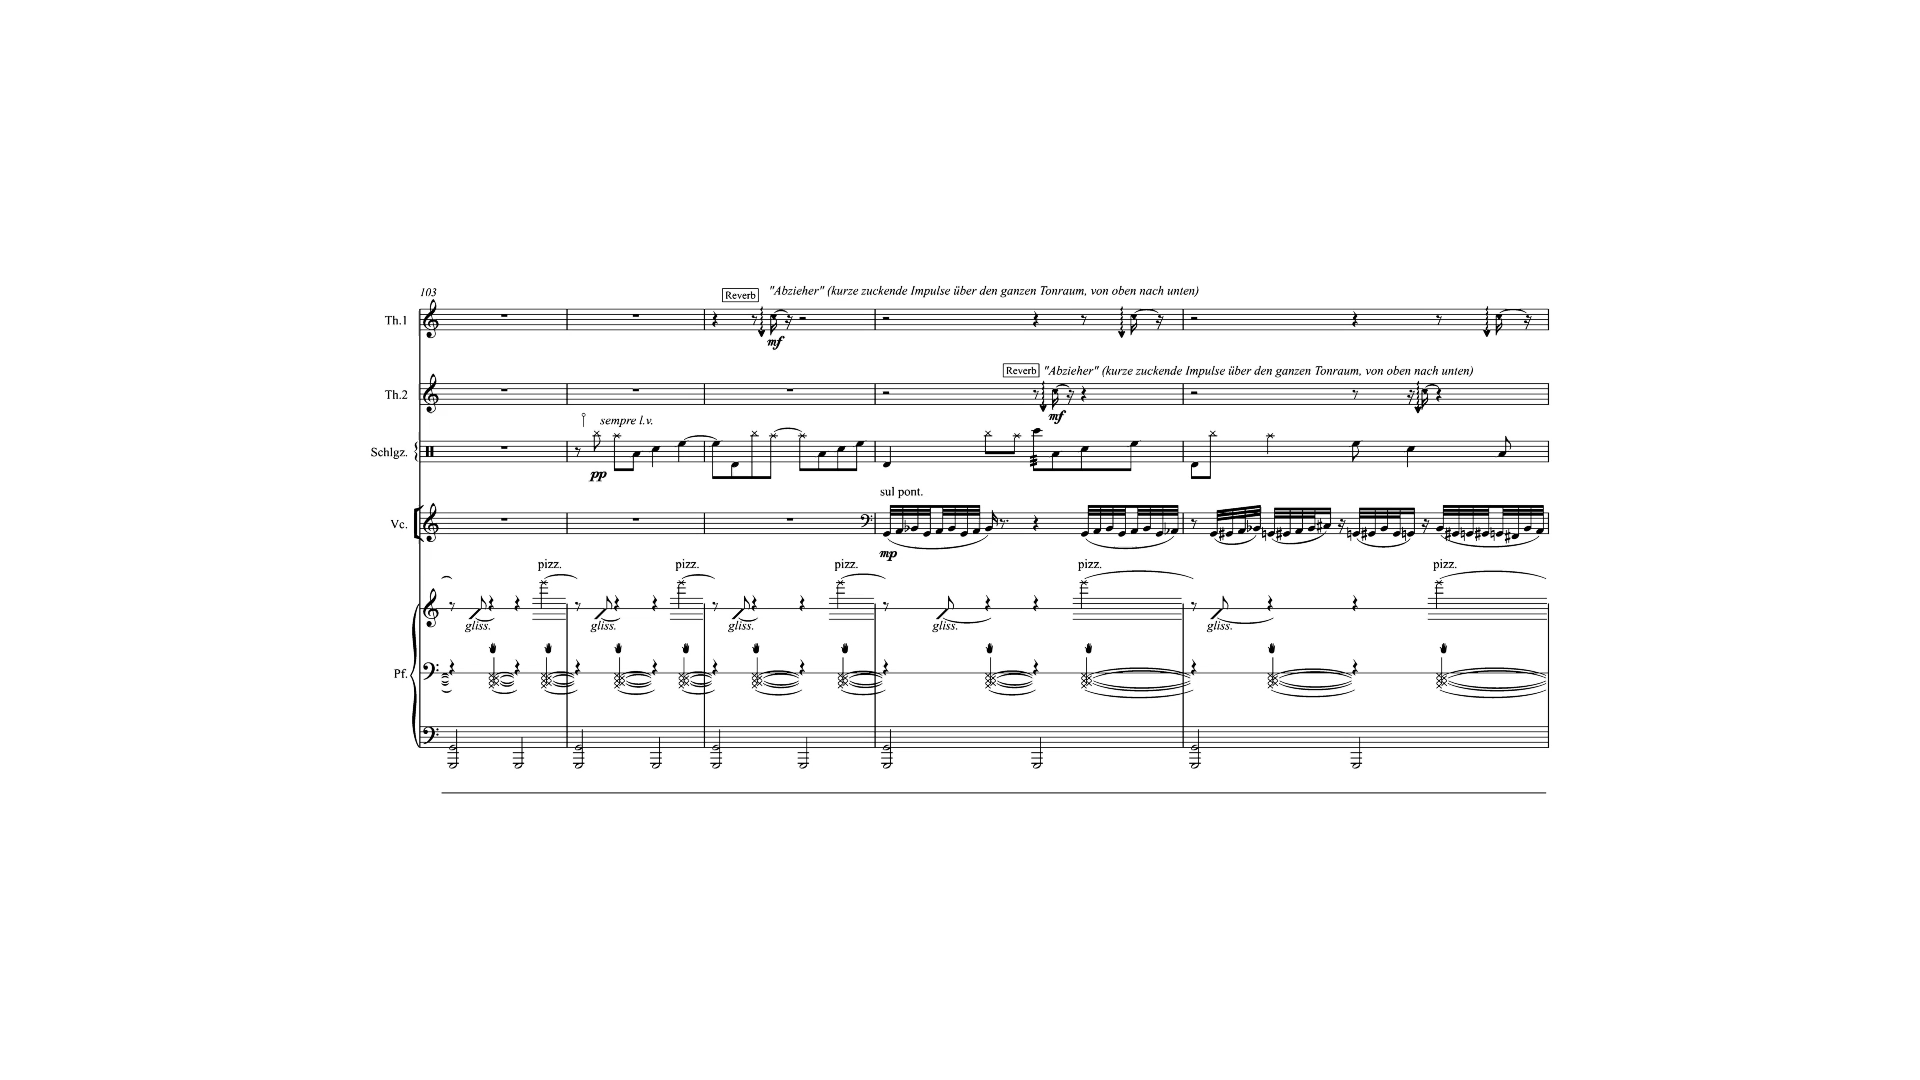 103
Reverb "Abzieher" (kurze zuckende Impulse über den ganzen Tonraum, von oben nach unten)
Th.1
mf
Reverb "Abzieher" (kurze zuckende Impulse über den ganzen Tonraum, von oben nach unten)
Th.2
mf
sempre l.v.
Schlgz.
pp
sul pont.
Vc.
mp
pizz. pizz. pizz. pizz. pizz.
gliss. gliss. gliss. gliss. gliss.
Pf.